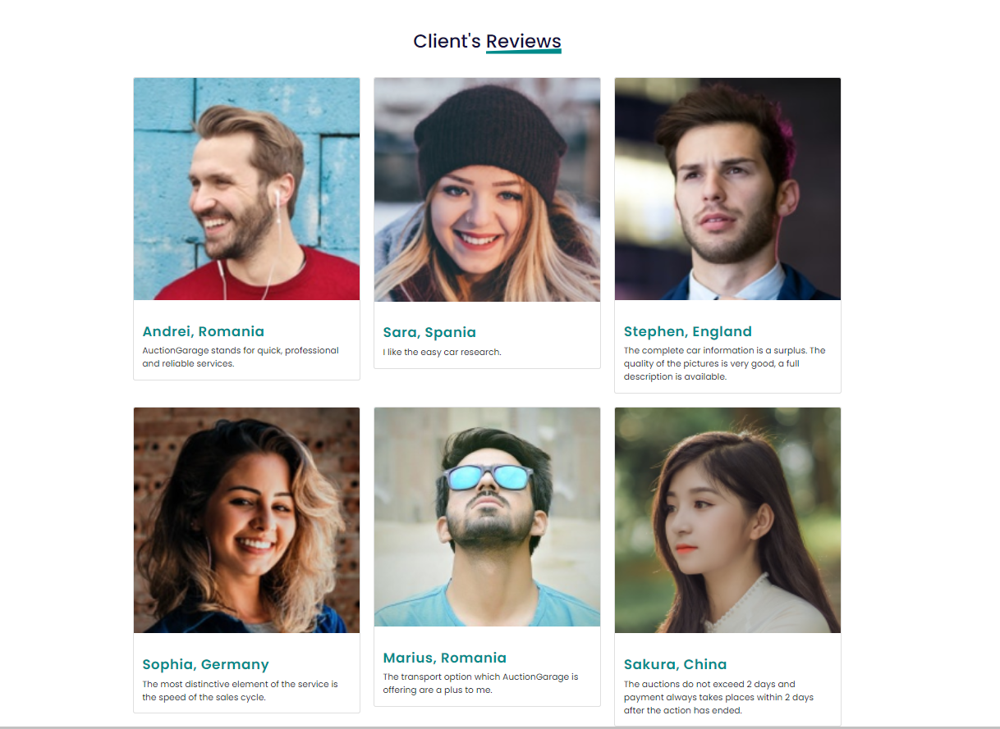 Client's Reviews
Andrei, Romania
AuctionGarage stands for quick, professional
and reliable services.
Sara, Spania
I like the easy car research.
Stephen, England
The complete car information is a surplus. The
quality of the pictures is very good, a full
description is available.
Sophia, Germany
The most distinctive element of the service is
the speed of the sales cycle.
Marius, Romania
The transport option which AuctionGarage is
offering are a plus to me.
Sakura, China
The auctions do not exceed 2 days and
payment always takes places within 2 days
after the action has ended.